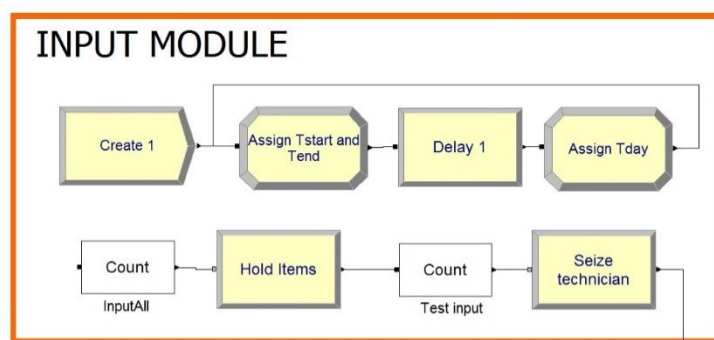 INPUT MODULE
Create 1
Assign Tstart and
Tend
Delay 1
Assign Tday
Count
InputAll
Hold Items
Count
Test input
Seize
technician